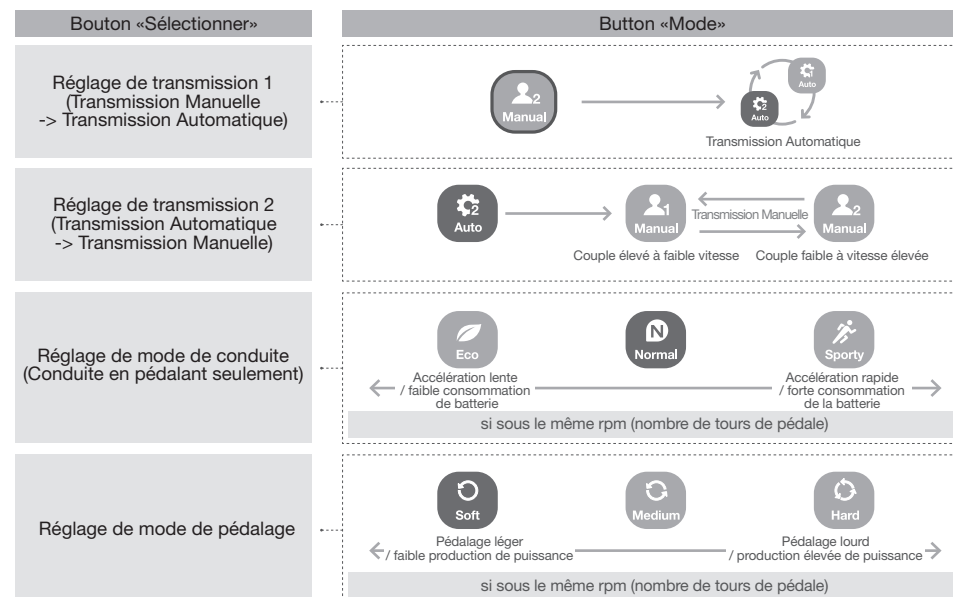 Bouton «Sélectionner»
Button «Mode»
Réglage de transmission 1
(Transmission Manuelle
-> Transmission Automatique)
2
Manual
1
Auto
2
Auto
Transmission Automatique
Réglage de transmission 2
(Transmission Automatique
-> Transmission Manuelle)
2
Auto
1
Manual
Transmission Manuelle
2
Manual
Couple élevé à faible vitesse
Couple faible à vitesse élevée
Réglage de mode de conduite
(Conduite en pédalant seulement)
Eco
N
Normal
Sporty
Accélération lente
/ faible consommation
de batterie
Accélération rapide
/ forte consommation
de la batterie
si sous le même rpm (nombre de tours de pédale)
Réglage de mode de pédalage
Soft
Medium
Hard
Pédalage léger
/ faible production de puissance
Pédalage lourd
/ production élevée de puissance
si sous le même rpm (nombre de tours de pédale)